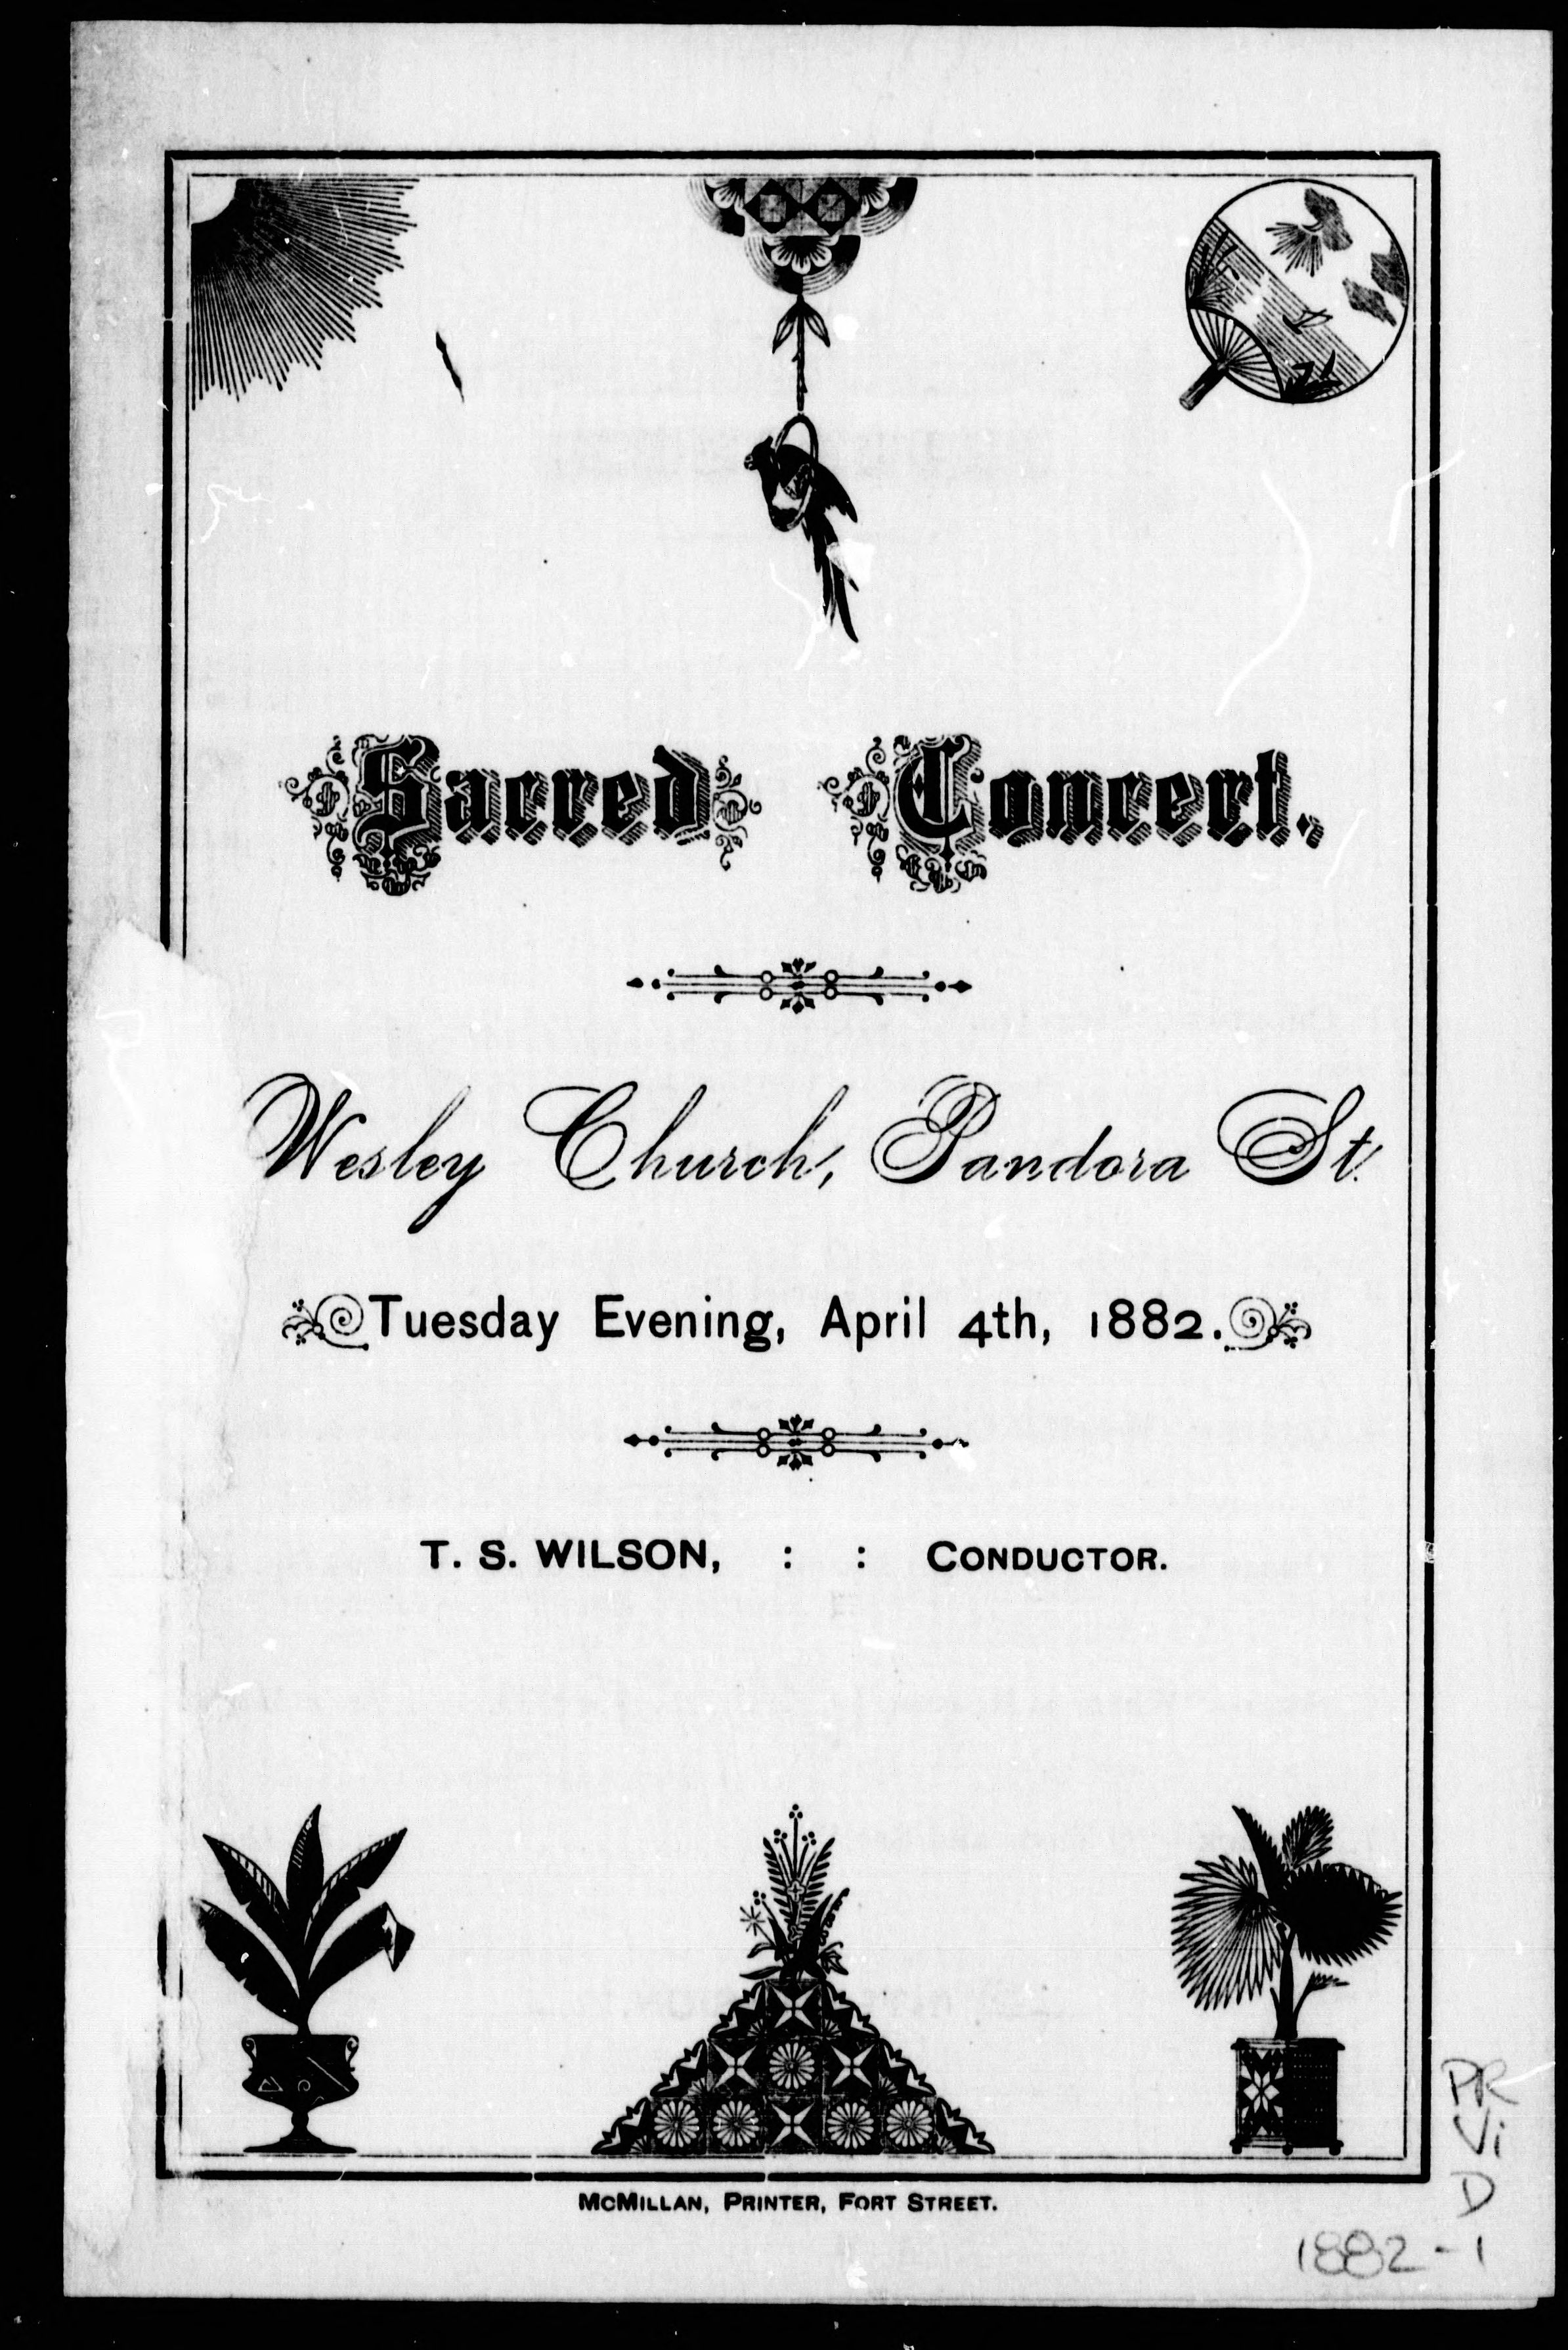 Sacred Concert.
Wesley Church, Pandora St.
Tuesday Evening, April 4th, 1882.
T. S. WILSON, : : CONDUCTOR.
MCMILLAN, PRINTER, FORT STREET.
PR
Vi
D
1882-1